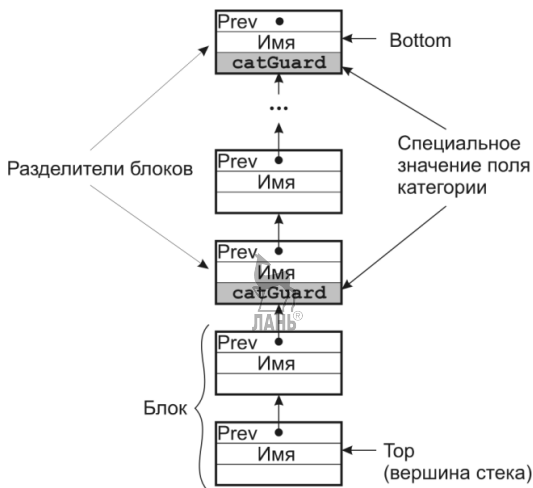 Prev
Имя
catGuard
Bottom
...
Разделители блоков
Специальное
значение поля
категории
Prev
Имя
Prev
Имя
catGuard
ЛАНЬ®
Prev
Имя
Блок
Prev
Имя
Top
(вершина стека)